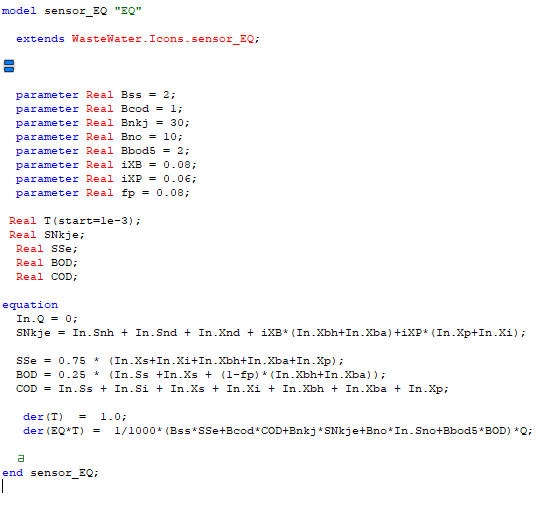 model sensor_EQ "EQ"
extends WasteWater.Icons.sensor_EQ;
parameter Real Bss = 2;
parameter Real Bcod = 1;
parameter Real Bnkj = 30;
parameter Real Bno = 10;
parameter Real Bbod5 = 2;
parameter Real iXB = 0.08;
parameter Real iXP = 0.06;
parameter Real fp = 0.08;
Real T(start=1e-3);
Real SNkje;
Real SSe;
Real BOD;
Real COD;
equation
In.Q = 0;
SNkje = In.Snh + In.Snd + In.Xnd + iXB*(In.Xbh+In.Xba)+iXP*(In.Xp+In.Xi);
SSe = 0.75 * (In.Xs+In.Xi+In.Xbh+In.Xba+In.Xp);
BOD = 0.25 * (In.Ss +In.Xs + (1-fp)*(In.Xbh+In.Xba));
COD = In.Ss + In.Si + In.Xs + In.Xi + In.Xbh + In.Xba + In.Xp;
der(T) = 1.0;
der(EQ*T) = 1/1000*(Bss*SSe+Bcod*COD+Bnkj*SNkje+Bno*In.Sno+Bbod5*BOD)*Q;
a
end sensor_EQ;